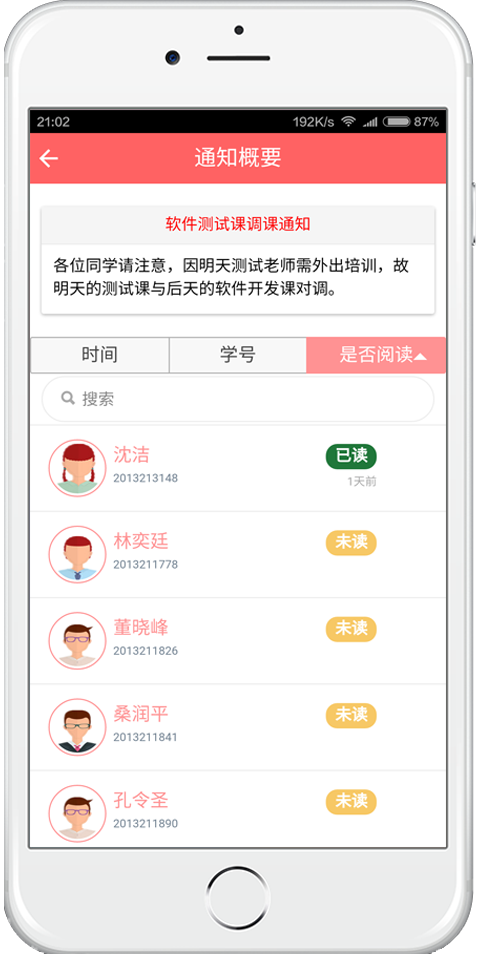 21:02 192K/s 87%
通知概要
软件测试课调课通知
各位同学请注意，因明天测试老师需外出培训，故
明天的测试课与后天的软件开发课对调。
时间 学号 是否阅读
搜索
沈洁 已读
2013213148 1天前
林奕廷 未读
2013211778
董晓峰 未读
2013211826
桑润平 未读
2013211841
孔令圣 未读
2013211890